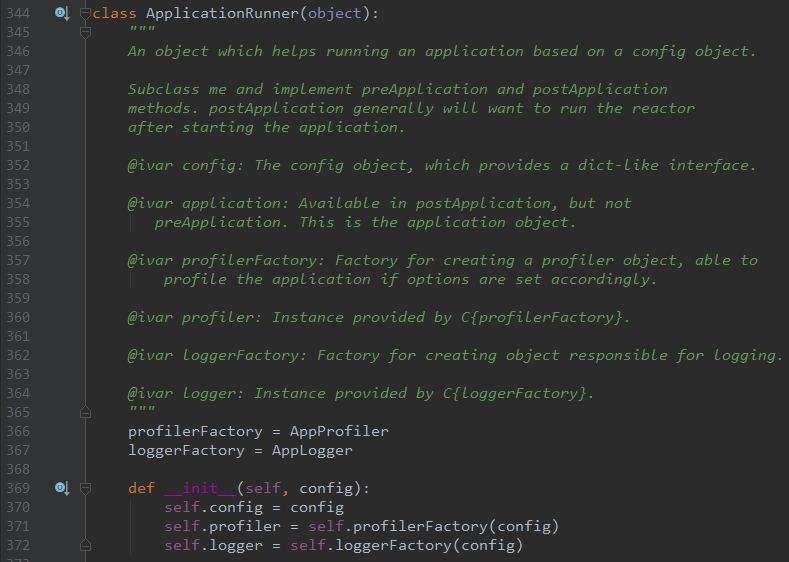 344 class ApplicationRunner(object):
345 """
346 An object which helps running an application based on a config object.
347
348 Subclass me and implement preApplication and postApplication
349 methods. postApplication generally will want to run the reactor
350 after starting the application.
351
352 @ivar config: The config object, which provides a dict-like interface.
353
354 @ivar application: Available in postApplication, but not
355 preApplication. This is the application object.
356
357 @ivar profilerFactory: Factory for creating a profiler object, able to
358 profile the application if options are set accordingly.
359
360 @ivar profiler: Instance provided by C{profilerFactory}.
361
362 @ivar loggerFactory: Factory for creating object responsible for logging.
363
364 @ivar logger: Instance provided by C{loggerFactory}.
365 """
366 profilerFactory = AppProfiler
367 loggerFactory = AppLogger
368
369 def __init__(self, config):
370 self.config = config
371 self.profiler = self.profilerFactory(config)
372 self.logger = self.loggerFactory(config)